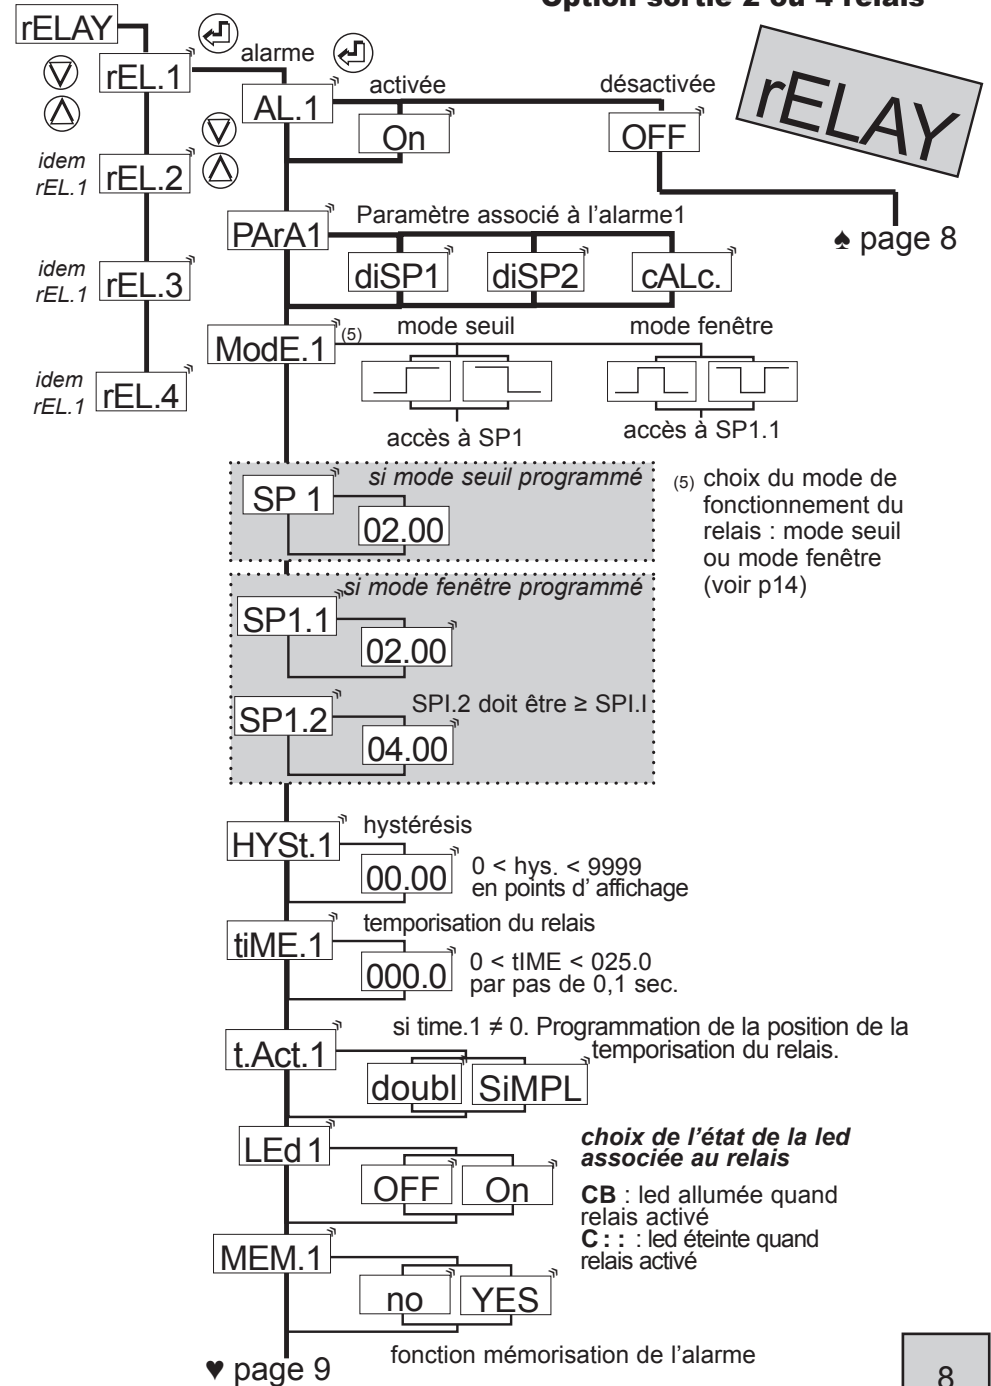 Option sortie 2 ou 4 relais
rELAY
rELAY
rEL.1
alarme
AL.1
activée
désactivée
On
OFF
idem
rEL.1
rEL.2
♠ page 8
PArA1
Paramètre associé à l’alarme1
diSP1
diSP2
cALc.
idem
rEL.1
rEL.3
ModE.1
(5)
mode seuil
mode fenêtre
idem
rEL.1
rEL.4
accès à SP1
accès à SP1.1
si mode seuil programmé
SP 1
02.00
(5) choix du mode de
fonctionnement du
relais : mode seuil
ou mode fenêtre
(voir p14)
si mode fenêtre programmé
SP1.1
02.00
SP1.2
SPI.2 doit être ≥ SPI.I
04.00
HYSt.1
hystérésis
00.00
0 < hys. < 9999
en points d’ affichage
tiME.1
temporisation du relais
000.0
0 < tIME < 025.0
par pas de 0,1 sec.
t.Act.1
si time.1 ≠ 0. Programmation de la position de la
temporisation du relais.
doubl
SiMPL
LEd 1
OFF
On
choix de l’état de la led
associée au relais
CB : led allumée quand
relais activé
C : : : led éteinte quand
relais activé
MEM.1
no
YES
fonction mémorisation de l’alarme
♥ page 9
8